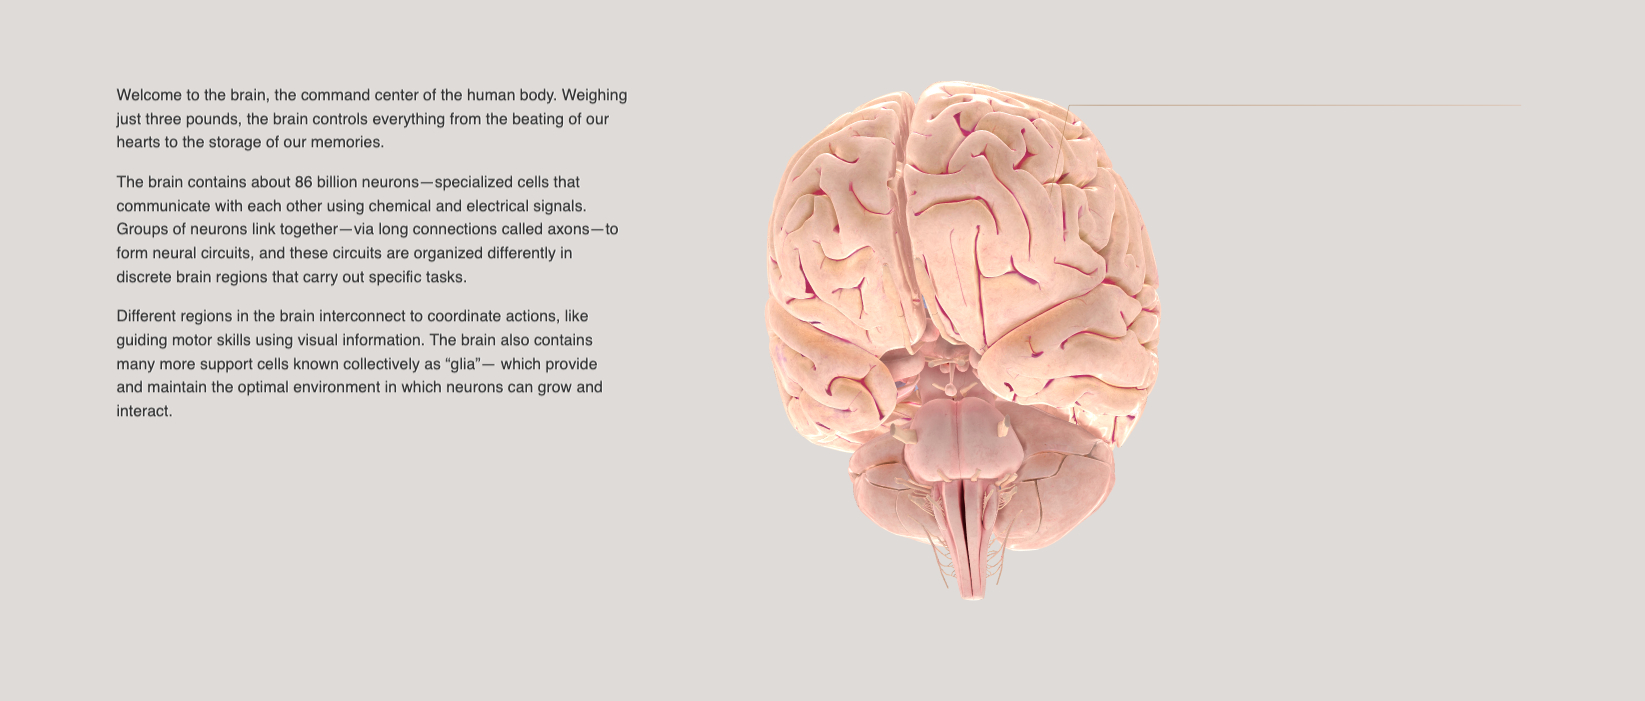 Welcome to the brain, the command center of the human body. Weighing
just three pounds, the brain controls everything from the beating of our
hearts to the storage of our memories.
The brain contains about 86 billion neurons—specialized cells that
communicate with each other using chemical and electrical signals.
Groups of neurons link together—via long connections called axons—to
form neural circuits, and these circuits are organized differently in
discrete brain regions that carry out specific tasks.
Different regions in the brain interconnect to coordinate actions, like
guiding motor skills using visual information. The brain also contains
many more support cells known collectively as “glia”— which provide
and maintain the optimal environment in which neurons can grow and
interact.